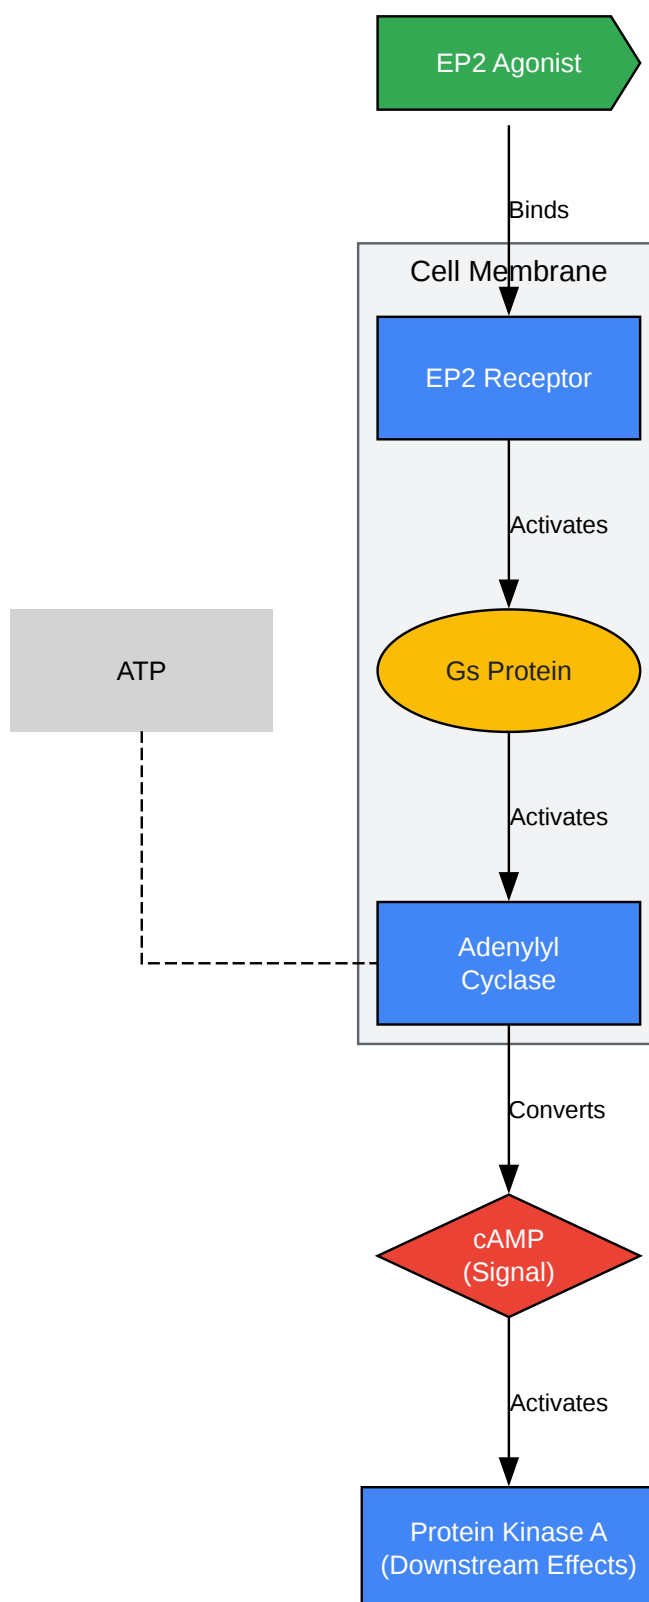 EP2 Agonist
Binds
Cell Membrane
EP2 Receptor
Activates
ATP
Gs Protein
Activates
Adenylyl
Cyclase
Converts
cAMP
(Signal)
Activates
Protein Kinase A
(Downstream Effects)